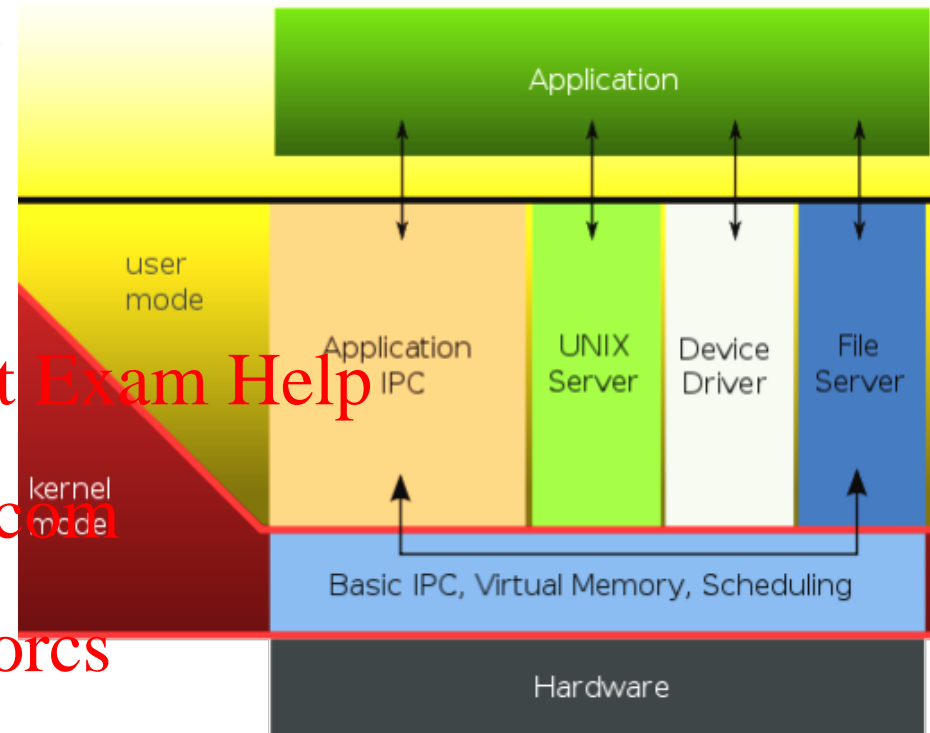 Application
user
mode
Application
IPC
UNIX
Server
Device
Driver
File
Server
t Exam Help
kernel
mode
com
Basic IPC, Virtual Memory, Scheduling
orcs
Hardware